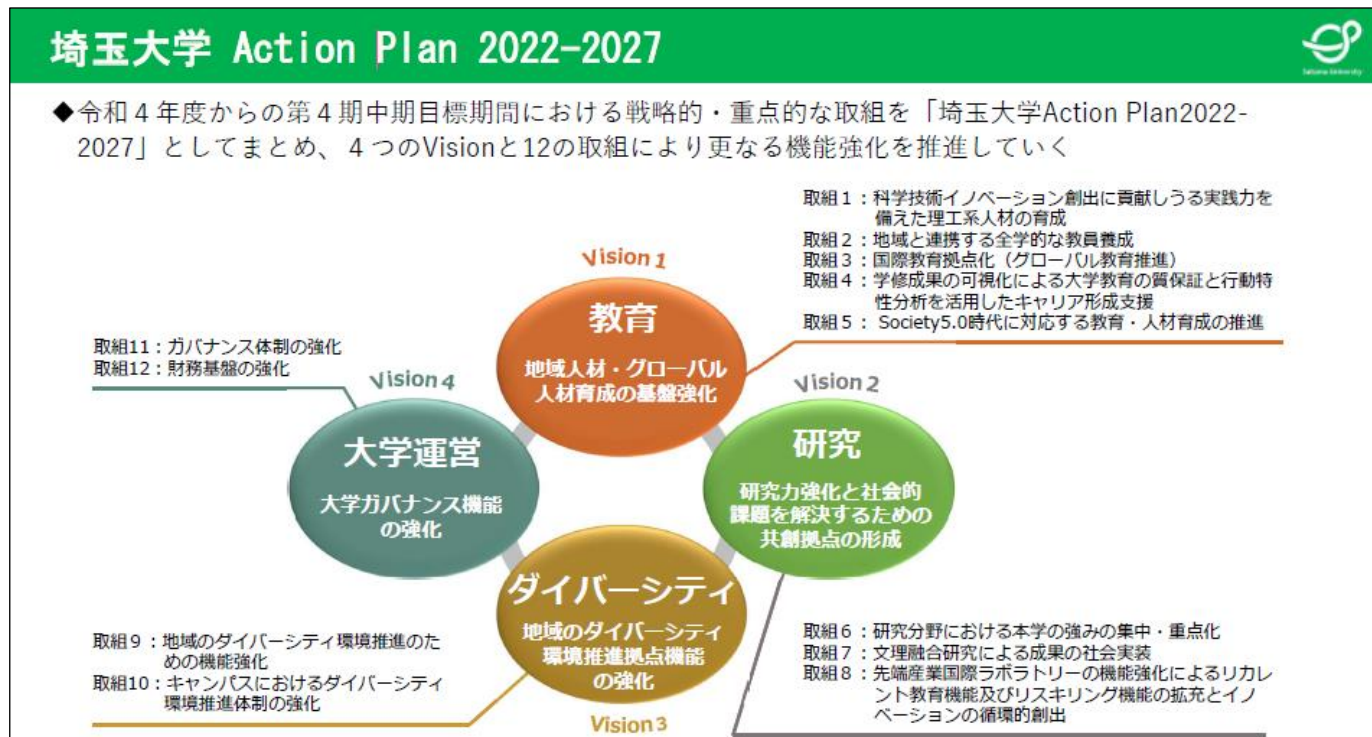 埼玉大学 Action Plan 2022-2027
Saitama University
◆令和４年度からの第４期中期目標期間における戦略的・重点的な取組を「埼玉大学Action Plan2022-
2027」としてまとめ、４つのVisionと12の取組により更なる機能強化を推進していく
取組１：科学技術イノベーション創出に貢献しうる実践力を
備えた理工系人材の育成
取組２：地域と連携する全学的な教員養成
取組３：国際教育拠点化（グローバル教育推進）
取組４：学修成果の可視化による大学教育の質保証と行動特
性分析を活用したキャリア形成支援
取組５： Society5.0時代に対応する教育・人材育成の推進
Vision 1
教育
地域人材・グローバル
人材育成の基盤強化
取組11：ガバナンス体制の強化
取組12：財務基盤の強化
Vision 4
大学運営
大学ガバナンス機能
の強化
Vision 2
研究
研究力強化と社会的
課題を解決するための
共創拠点の形成
ダイバーシティ
地域のダイバーシティ
環境推進拠点機能
の強化
Vision 3
取組９：地域のダイバーシティ環境推進のた
めの機能強化
取組10：キャンパスにおけるダイバーシティ
環境推進体制の強化
取組６：研究分野における本学の強みの集中・重点化
取組７：文理融合研究による成果の社会実装
取組８：先端産業国際ラボラトリーの機能強化によるリカレ
ント教育機能及びリスキリング機能の拡充とイノ
ベーションの循環的創出